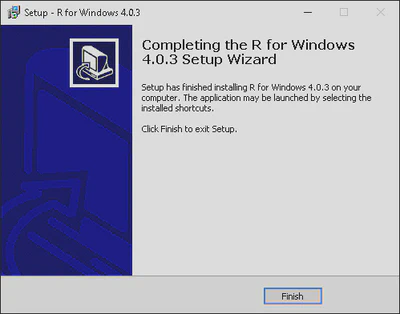 Setup - R for Windows 4.0.3
Completing the R for Windows
4.0.3 Setup Wizard
Setup has finished installing R for Windows 4.0.3 on your
computer. The application may be launched by selecting the
installed shortcuts.
Click Finish to exit Setup.
Finish